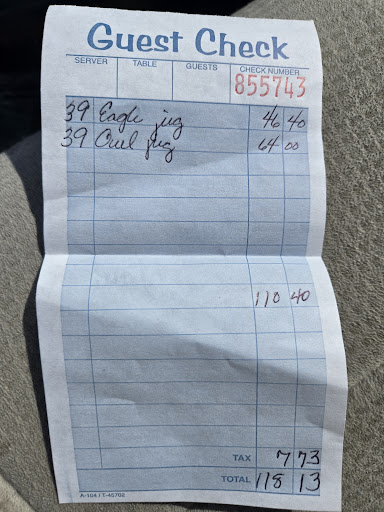 Guest Check
SERVER TABLE GUESTS CHECK NUMBER
855743
39 Eagle jug 46 40
39 Owl jug 64 00
110 40
TAX 7 73
TOTAL 118 13
A-104 / T-45702